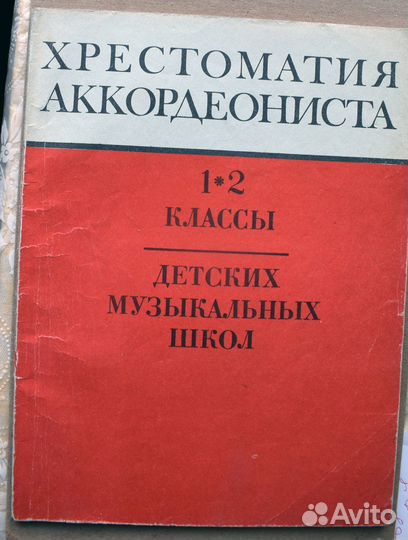 ХРЕСТОМАТИЯ
АККОРДЕОНИСТА
1*2
КЛАССЫ
ДЕТСКИХ
МУЗЫКАЛЬНЫХ
ШКОЛ
Avito